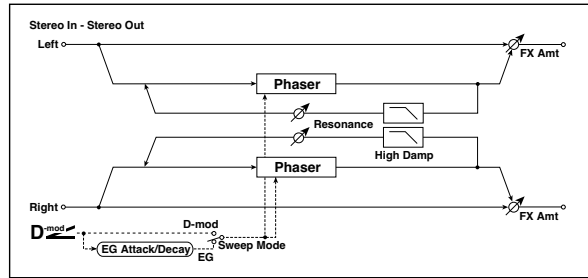 Stereo In - Stereo Out
Left
FX Amt
Phaser
Resonance
High Damp
Phaser
Right
FX Amt
D-mod
D-mod
Sweep Mode
EG Attack/Decay
EG